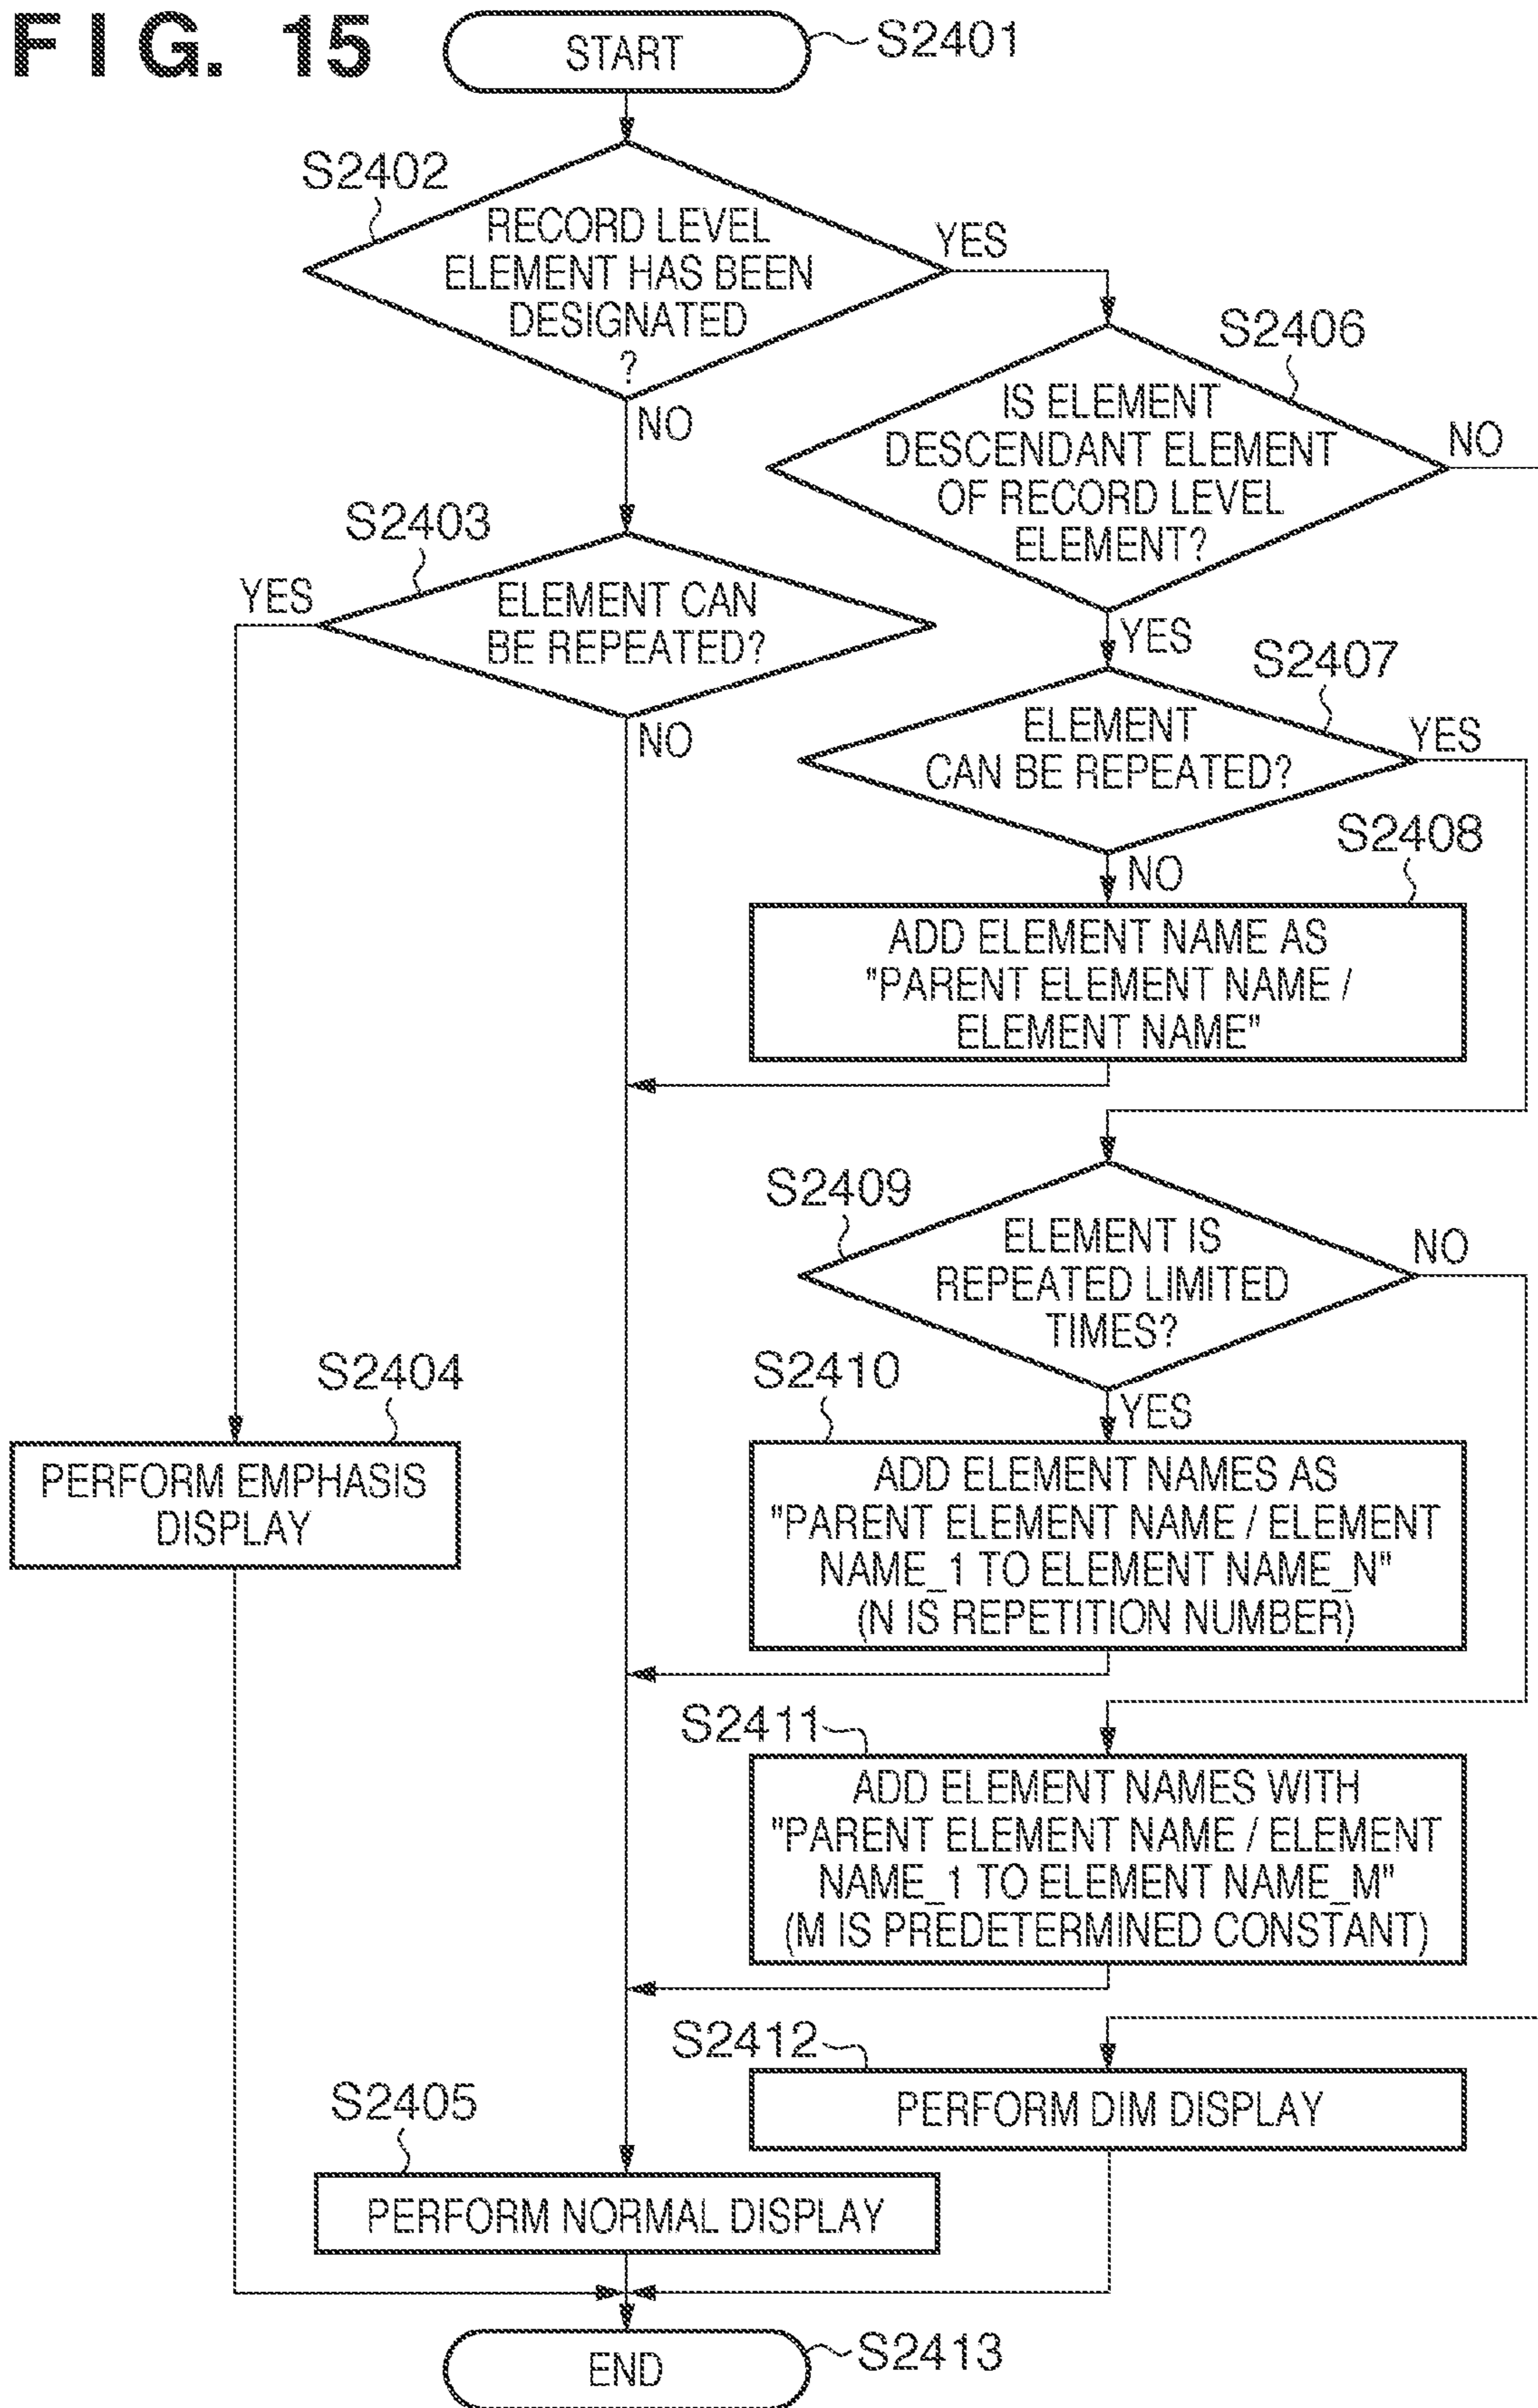 FIG. 15
START
S2401
S2402
RECORD LEVEL
ELEMENT HAS BEEN
DESIGNATED
?
YES
NO
S2406
IS ELEMENT
DESCENDANT ELEMENT
OF RECORD LEVEL
ELEMENT?
NO
YES
S2403
ELEMENT CAN
BE REPEATED?
YES
NO
S2407
ELEMENT
CAN BE REPEATED?
YES
NO
S2408
ADD ELEMENT NAME AS
"PARENT ELEMENT NAME /
ELEMENT NAME"
S2409
ELEMENT IS
REPEATED LIMITED
TIMES?
NO
YES
S2404
PERFORM EMPHASIS
DISPLAY
S2410
ADD ELEMENT NAMES AS
"PARENT ELEMENT NAME / ELEMENT
NAME_1 TO ELEMENT NAME_N"
(N IS REPETITION NUMBER)
S2411
ADD ELEMENT NAMES WITH
"PARENT ELEMENT NAME / ELEMENT
NAME_1 TO ELEMENT NAME_M"
(M IS PREDETERMINED CONSTANT)
S2412
PERFORM DIM DISPLAY
S2405
PERFORM NORMAL DISPLAY
END
S2413